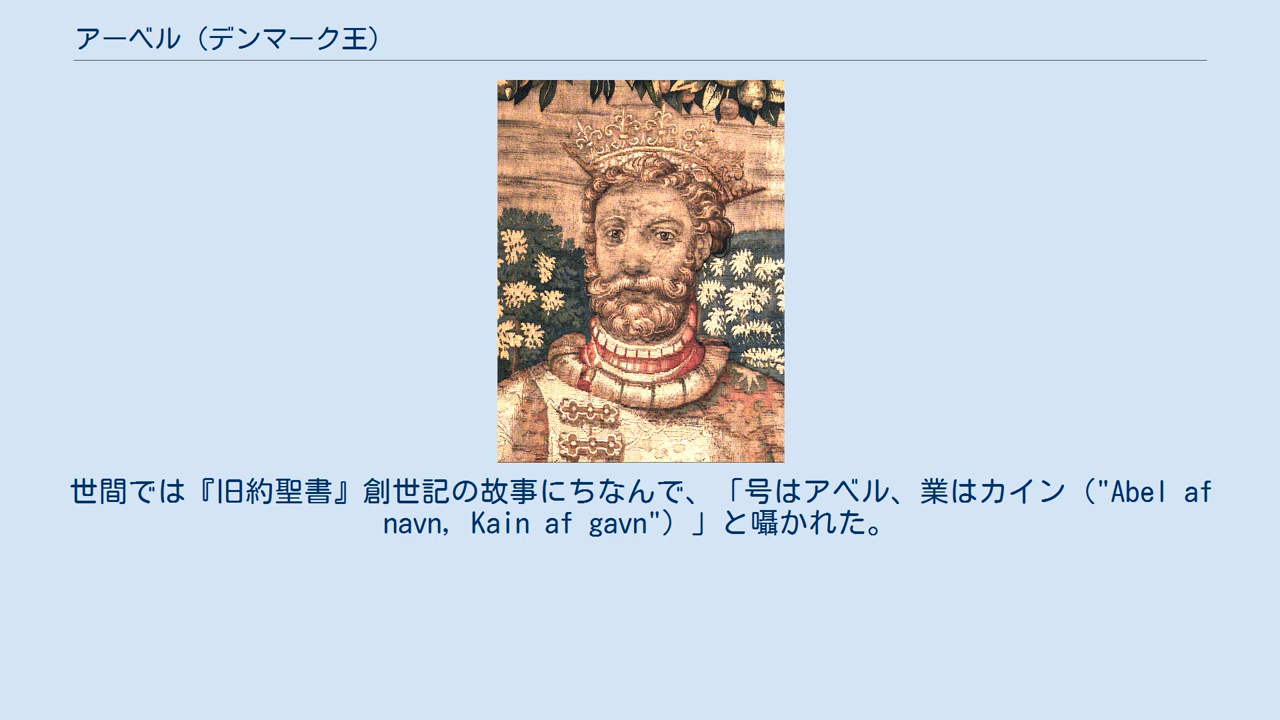 アーベル（デンマーク王）
世間では『旧約聖書』創世記の故事にちなんで、「号はアベル、業はカイン（"Abel af
navn, Kain af gavn"）」と囁かれた。